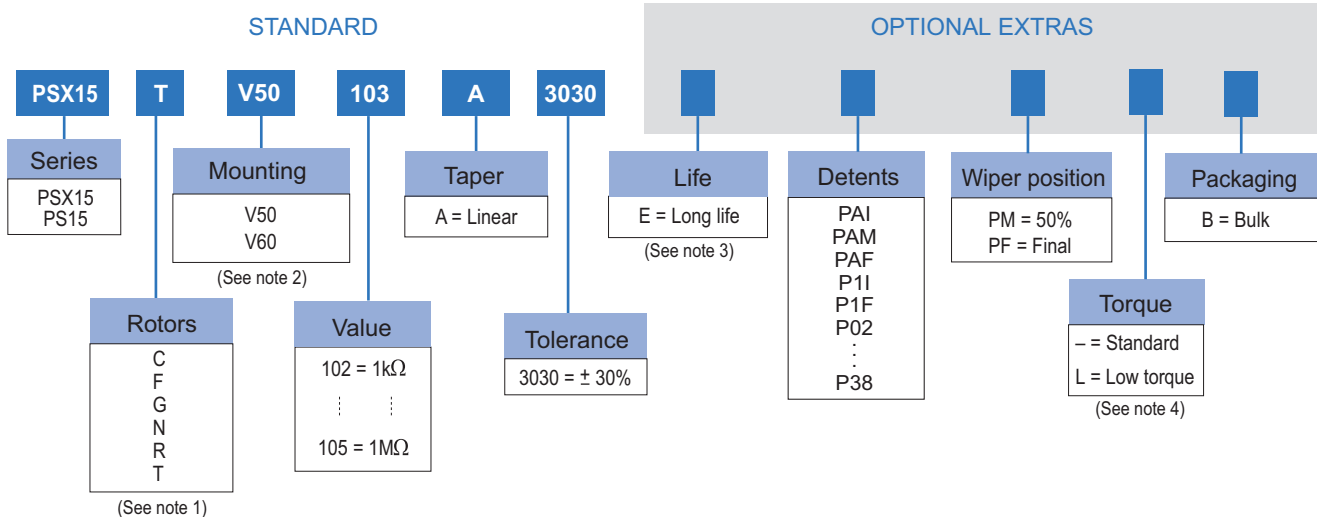 STANDARD
OPTIONAL EXTRAS
PSX15 T V50 103 A 3030
Series
PSX15
PS15
Mounting
V50
V60
(See note 2)
Taper
A = Linear
Life
E = Long life
(See note 3)
Detents
PAI
PAM
PAF
P1I
P1F
P02
:
P38
Wiper position
PM = 50%
PF = Final
Packaging
B = Bulk
Rotors
C
F
G
N
R
T
(See note 1)
Value
102 = 1kΩ
105 = 1MΩ
Tolerance
3030 = ± 30%
Torque
– = Standard
L = Low torque
(See note 4)